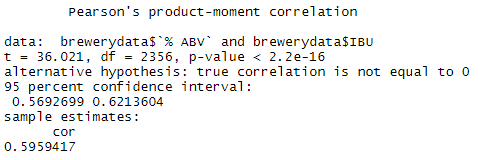 Pearson's product-moment correlation
data:  brewerydata$`% ABV` and brewerydata$IBU
t = 36.021, df = 2356, p-value < 2.2e-16
alternative hypothesis: true correlation is not equal to 0
95 percent confidence interval:
0.5692699 0.6213604
sample estimates:
cor
0.5959417